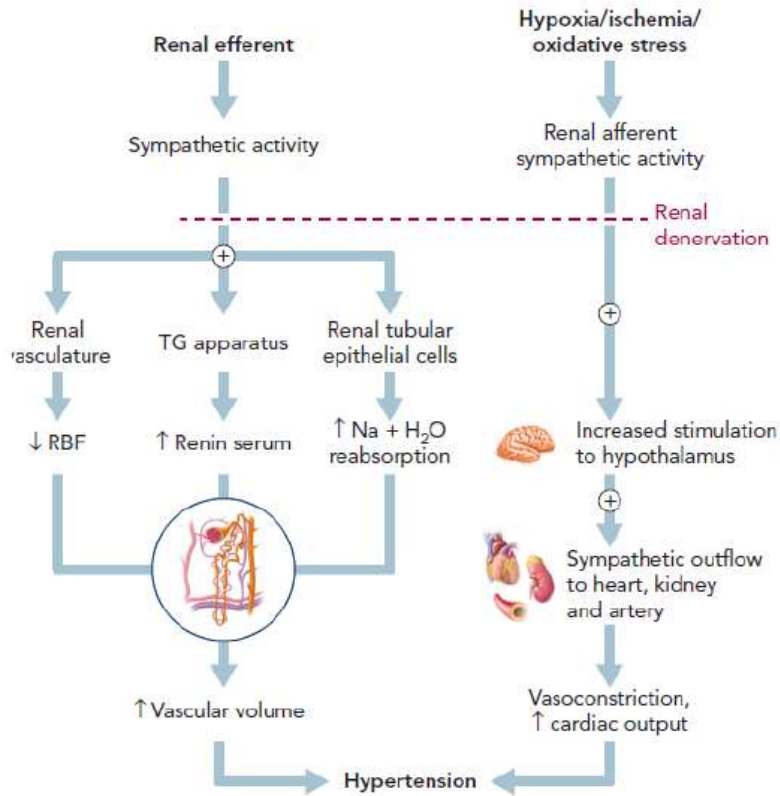 Renal efferent
Hypoxia/ischemia/
oxidative stress
Sympathetic activity
Renal afferent
sympathetic activity
Renal
denervation
+
Renal
vasculature
TG apparatus
Renal tubular
epithelial cells
+
↓ RBF
↑ Renin serum
↑ Na + H₂O
reabsorption
Increased stimulation
to hypothalamus
+
Sympathetic outflow
to heart, kidney
and artery
↑ Vascular volume
Vasoconstriction,
↑ cardiac output
Hypertension